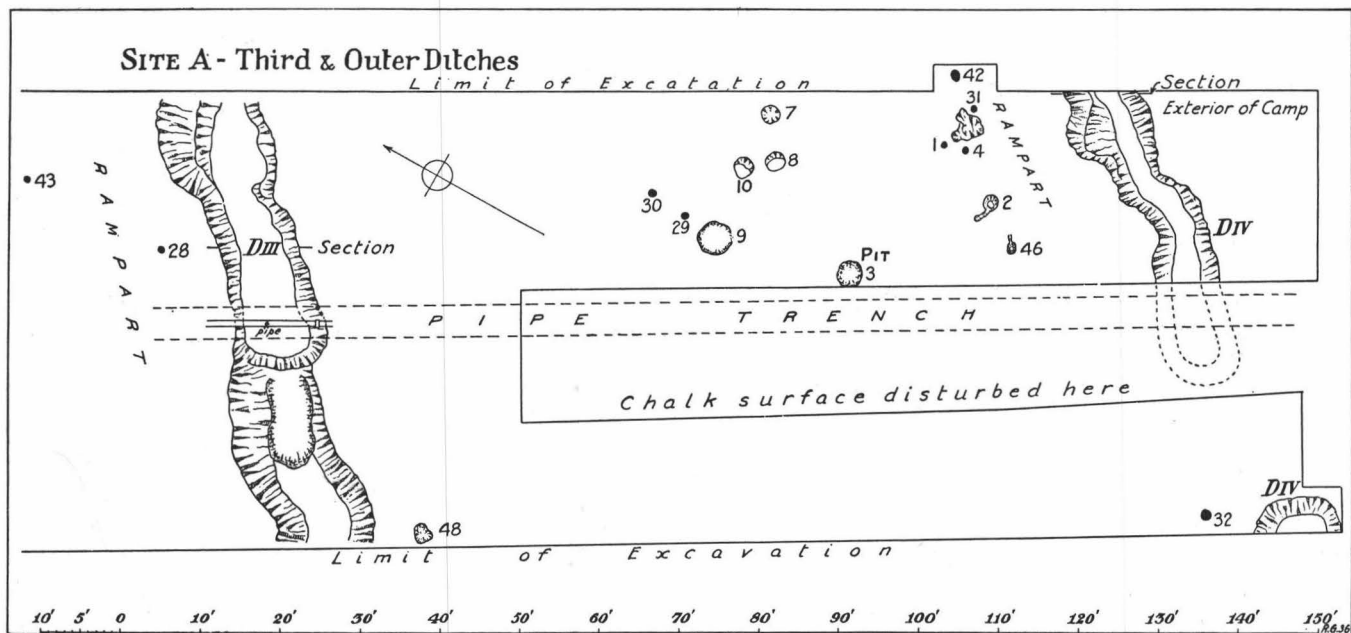 SITE A - Third & Outer Ditches
Limit of Excatation
42
Section
Exterior of Camp
31
7
RAMPART
1
4
8
10
43
RAMPART
30
2
29
9
28
DIII
Section
46
DIV
PIT
3
PIPE TRENCH
pipe
Chalk surface disturbed here
DIV
32
48
Limit of Excavation
10' 5' 0 10' 20' 30' 40' 50' 60' 70' 80' 90' 100' 110' 120' 130' 140' 150'
R.G.36